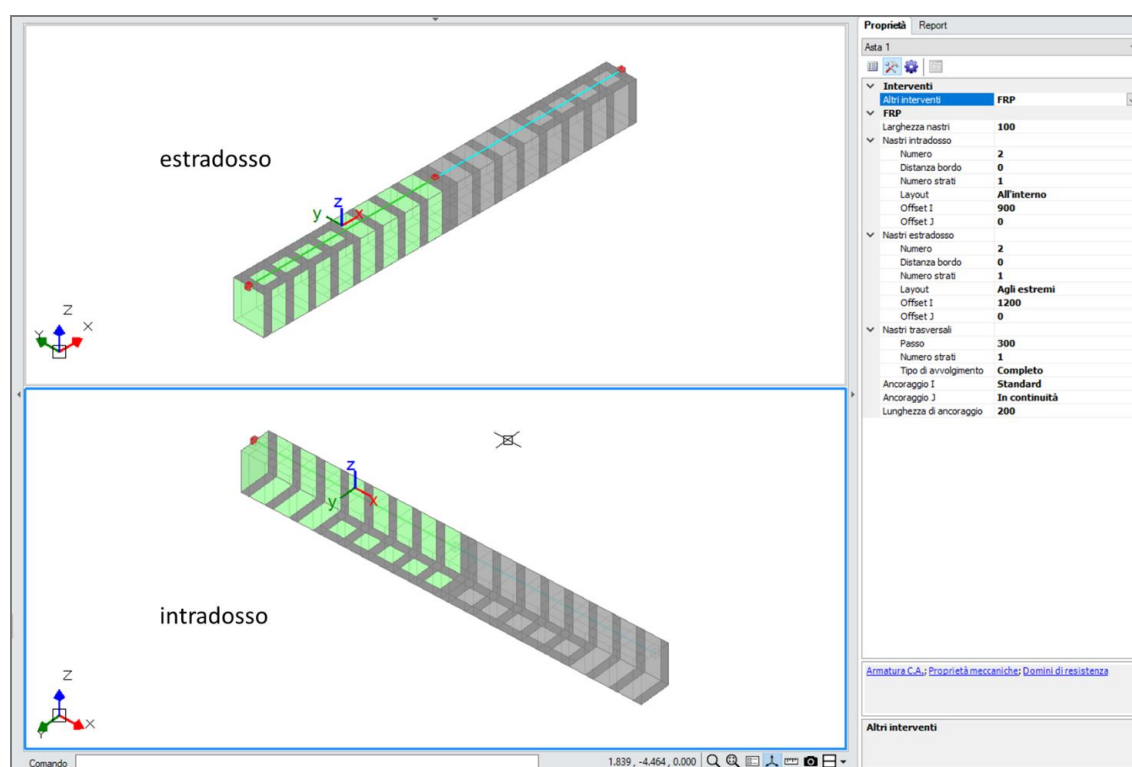 Proprietà Report
Asta 1
estradosso
z
y
x
Z
Y
X
intradosso
z
y
x
Z
Y
X
Comando
1.839 , -4.464 , 0.000
Interventi
Altri interventi FRP
FRP
Larghezza nastri 100
Nastri intradosso
Numero 2
Distanza bordo 0
Numero strati 1
Layout All'interno
Offset I 900
Offset J 0
Nastri estradosso
Numero 2
Distanza bordo 0
Numero strati 1
Layout Agli estremi
Offset I 1200
Offset J 0
Nastri trasversali
Passo 300
Numero strati 1
Tipo di avvolgimento Completo
Ancoraggio I Standard
Ancoraggio J In continuità
Lunghezza di ancoraggio 200
Armatura C.A.; Proprietà meccaniche; Domini di resistenza
Altri interventi